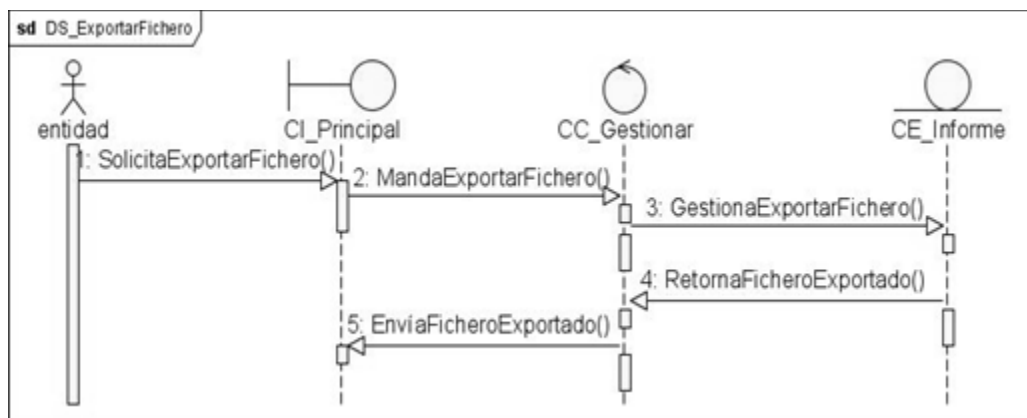 sd DS_ExportarFichero
entidad
CI_Principal
CC_Gestionar
CE_Informe
1: SolicitaExportarFichero()
2: MandaExportarFichero()
3: GestionaExportarFichero()
4: RetornaFicheroExportado()
5: EnvíaFicheroExportado()